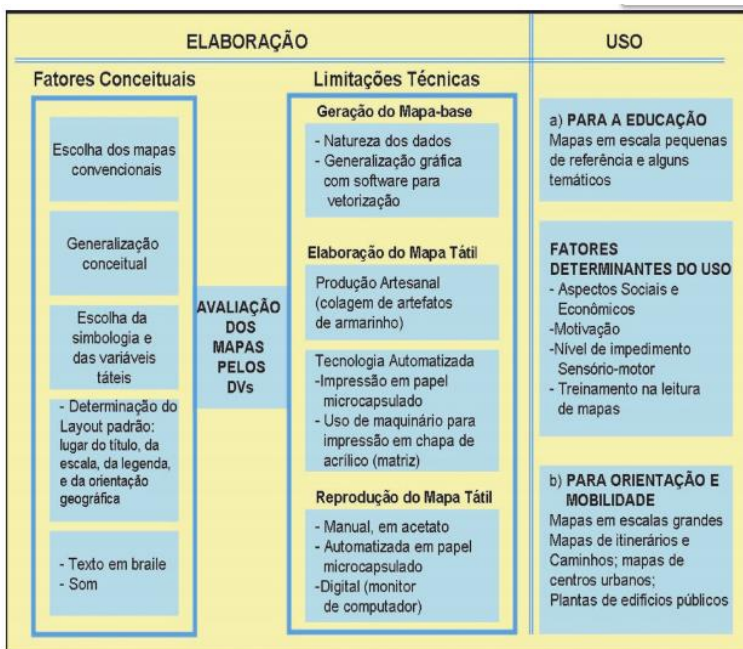 ELABORAÇÃO
Fatores Conceituais
Escolha dos mapas
convencionais
Generalização
conceitual
Escolha da
simbologia e
das variáveis
táteis
- Determinação do
Layout padrão:
lugar do título, da
escala, da legenda,
e da orientação
geográfica
- Texto em braile
- Som
AVALIAÇÃO
DOS
MAPAS
PELOS
DVs
Limitações Técnicas
Geração do Mapa-base
- Natureza dos dados
- Generalização gráfica
com software para
vetorização
Elaboração do Mapa Tátil
Produção Artesanal
(colagem de artefatos
de armarinho)
Tecnologia Automatizada
-Impressão em papel
microcapsulado
- Uso de maquinário para
impressão em chapa de
acrílico (matriz)
Reprodução do Mapa Tátil
- Manual, em acetato
- Automatizada em papel
microcapsulado
-Digital (monitor
de computador)
USO
a) PARA A EDUCAÇÃO
Mapas em escala pequenas
de referência e alguns
temáticos
FATORES
DETERMINANTES DO USO
- Aspectos Sociais e
Econômicos
-Motivação
-Nível de impedimento
Sensório-motor
- Treinamento na leitura
de mapas
b) PARA ORIENTAÇÃO E
MOBILIDADE
Mapas em escalas grandes
Mapas de itinerários e
Caminhos; mapas de
centros urbanos;
Plantas de edifícios públicos